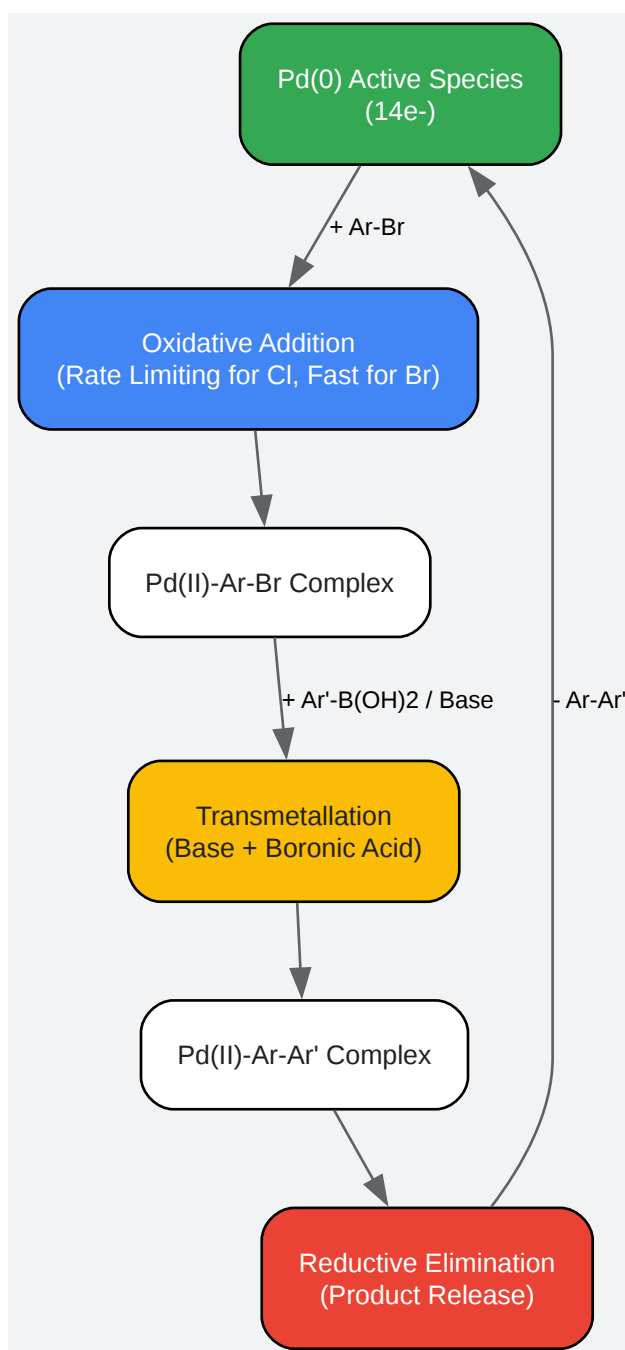 Pd(0) Active Species
(14e-)
+ Ar-Br
Oxidative Addition
(Rate Limiting for Cl, Fast for Br)
Pd(II)-Ar-Br Complex
+ Ar'-B(OH)2 / Base
- Ar-Ar'
Transmetallation
(Base + Boronic Acid)
Pd(II)-Ar-Ar' Complex
Reductive Elimination
(Product Release)